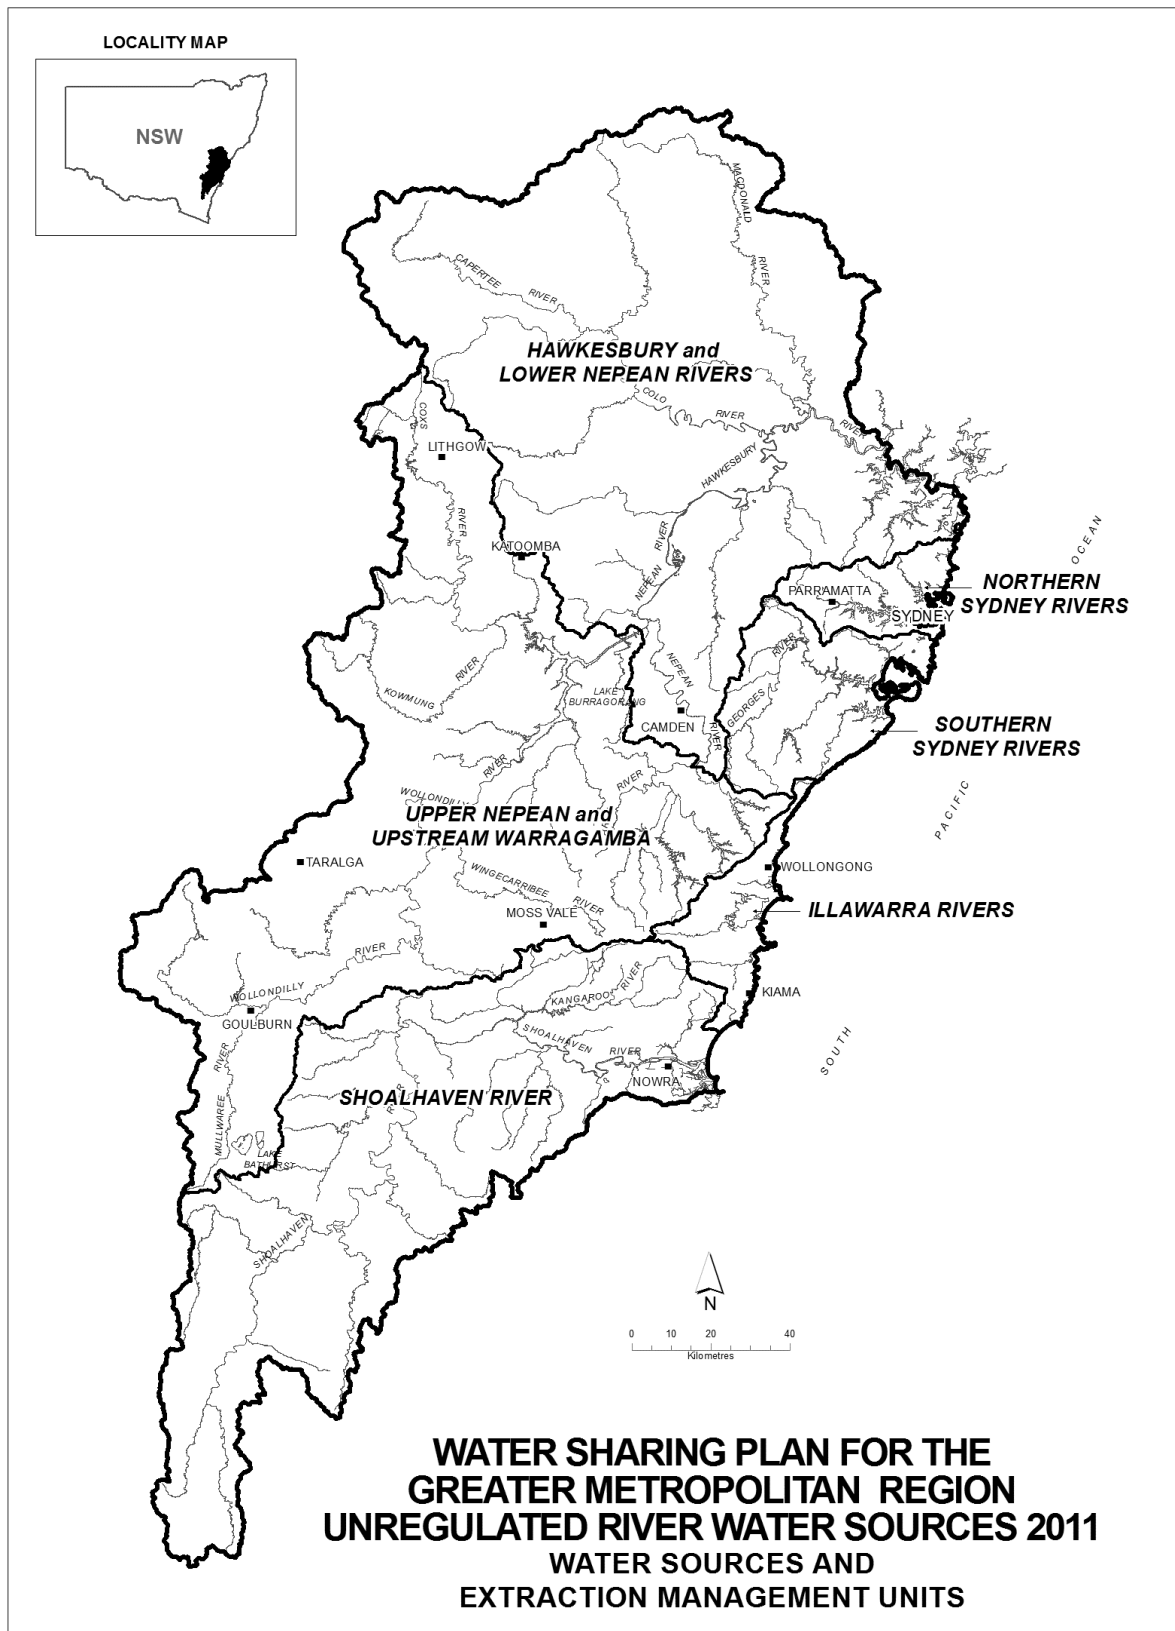 LOCALITY MAP
NSW
MACDONALD
RIVER
CAPERTEE
RIVER
HAWKESBURY and
LOWER NEPEAN RIVERS
COLO
RIVER
RIVER
COXS
LITHGOW
HAWKESBURY
RIVER
RIVER
KATOOMBA
NEPEAN
OCEAN
NORTHERN
SYDNEY RIVERS
PARRAMATTA
SYDNEY
RIVER
NEPEAN
RIVER
KOWMUNG
LAKE
BURRAGORANG
GEORGES
CAMDEN
RIVER
SOUTHERN
SYDNEY RIVERS
RIVER
RIVER
WOLLONDILLY
PACIFIC
UPPER NEPEAN and
UPSTREAM WARRAGAMBA
TARALGA
WOLLONGONG
WINGECARRIBEE
RIVER
MOSS VALE
ILLAWARRA RIVERS
RIVER
WOLLONDILLY
RIVER
KANGAROO
KIAMA
GOULBURN
SHOALHAVEN
RIVER
SOUTH
RIVER
NOWRA
RIVER
SHOALHAVEN RIVER
MULLWAREE
LAKE
BATHURST
SHOALHAVEN
N
0 10 20 40
Kilometres
WATER SHARING PLAN FOR THE
GREATER METROPOLITAN REGION
UNREGULATED RIVER WATER SOURCES 2011
WATER SOURCES AND
EXTRACTION MANAGEMENT UNITS